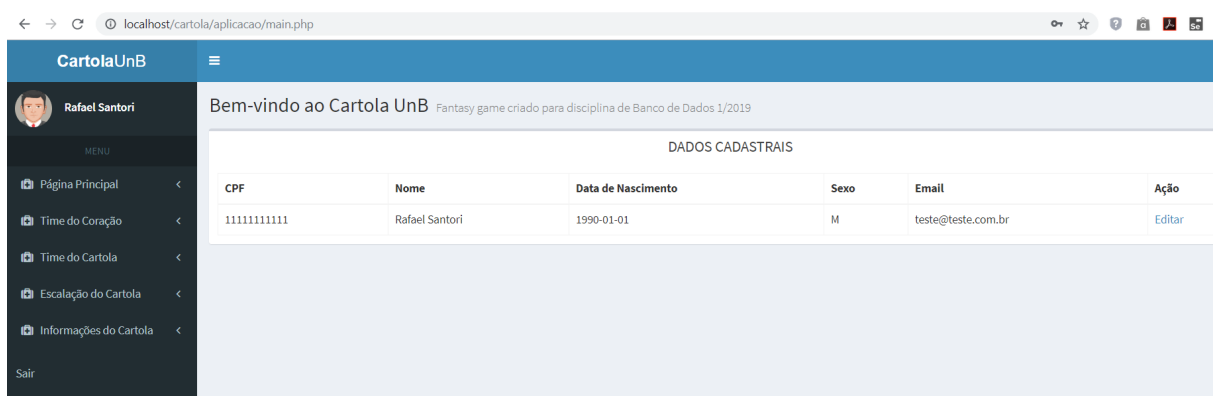 localhost/cartola/aplicacao/main.php
CartolaUnB
Rafael Santori
Bem-vindo ao Cartola UnB Fantasy game criado para disciplina de Banco de Dados 1/2019
MENU
Página Principal
Time do Coração
Time do Cartola
Escalação do Cartola
Informações do Cartola
Sair
DADOS CADASTRAIS
CPF Nome Data de Nascimento Sexo Email Ação
11111111111 Rafael Santori 1990-01-01 M teste@teste.com.br Editar